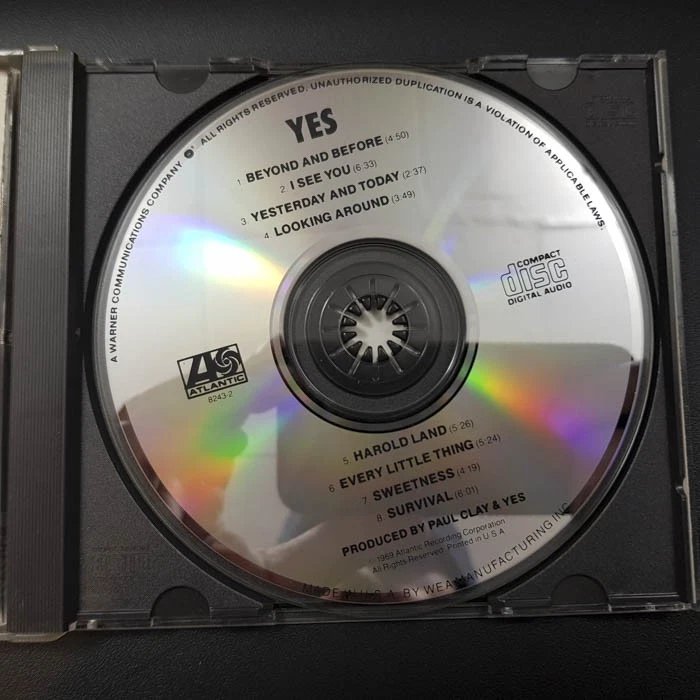 A WARNER COMMUNICATIONS COMPANY ALL RIGHTS RESERVED. UNAUTHORIZED DUPLICATION IS A VIOLATION OF APPLICABLE LAWS.
YES
1. BEYOND AND BEFORE (4:50)
2. I SEE YOU (6:33)
3. YESTERDAY AND TODAY (2:37)
4. LOOKING AROUND (3:49)
COMPACT
disc
DIGITAL AUDIO
ATLANTIC
8243-2
5. HAROLD LAND (5:26)
6. EVERY LITTLE THING (5:24)
7. SWEETNESS (4:19)
8. SURVIVAL (6:01)
PRODUCED BY PAUL CLAY & YES
1969 Atlantic Recording Corporation
All Rights Reserved. Printed in U S A
MADE IN U.S.A. BY WEA MANUFACTURING INC.